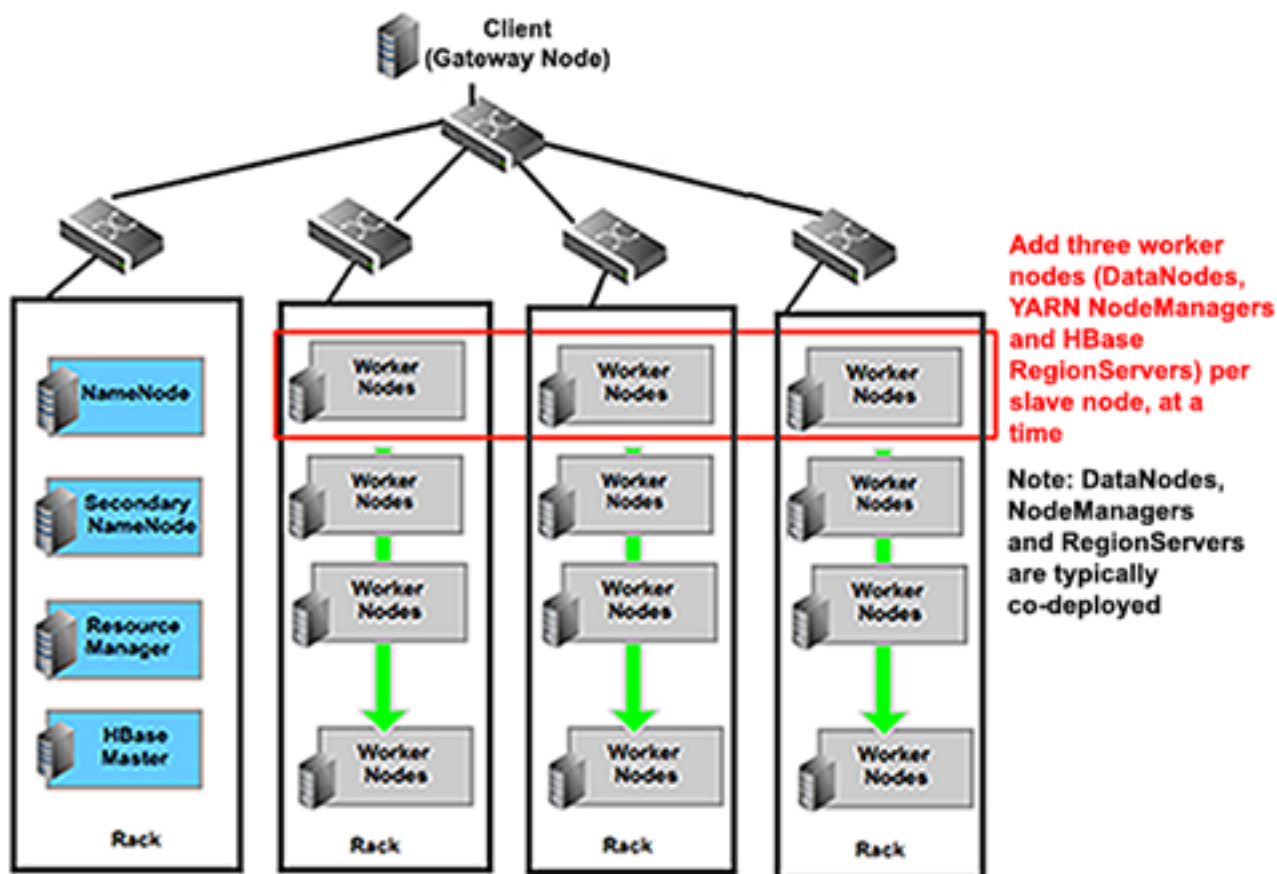 Client
(Gateway Node)
Add three worker
nodes (DataNodes,
YARN NodeManagers
and HBase
RegionServers) per
slave node, at a
time
Note: DataNodes,
NodeManagers
and RegionServers
are typically
co-deployed
NameNode
Secondary
NameNode
Resource
Manager
HBase
Master
Rack
Worker
Nodes
Worker
Nodes
Worker
Nodes
Worker
Nodes
Rack
Worker
Nodes
Worker
Nodes
Worker
Nodes
Worker
Nodes
Rack
Worker
Nodes
Worker
Nodes
Worker
Nodes
Worker
Nodes
Rack